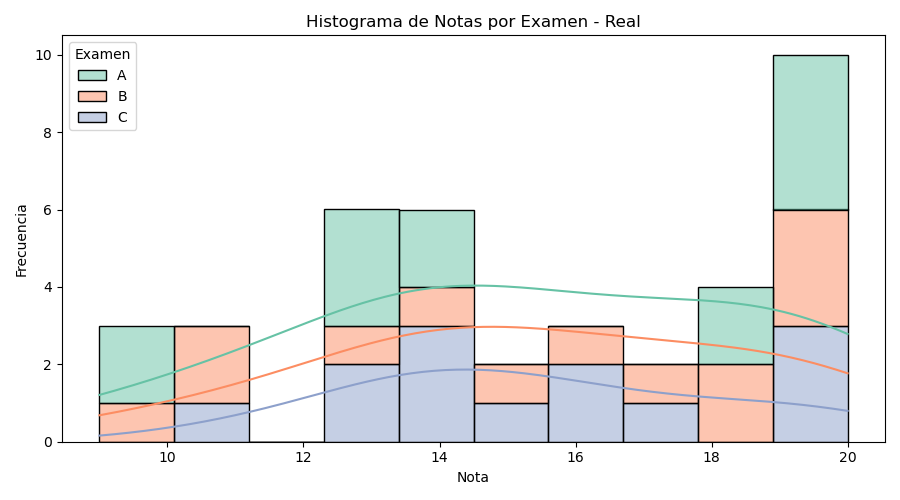 Histograma de Notas por Examen - Real
Examen
A
B
C
10
8
6
4
2
0
Frecuencia
10 12 14 16 18 20
Nota